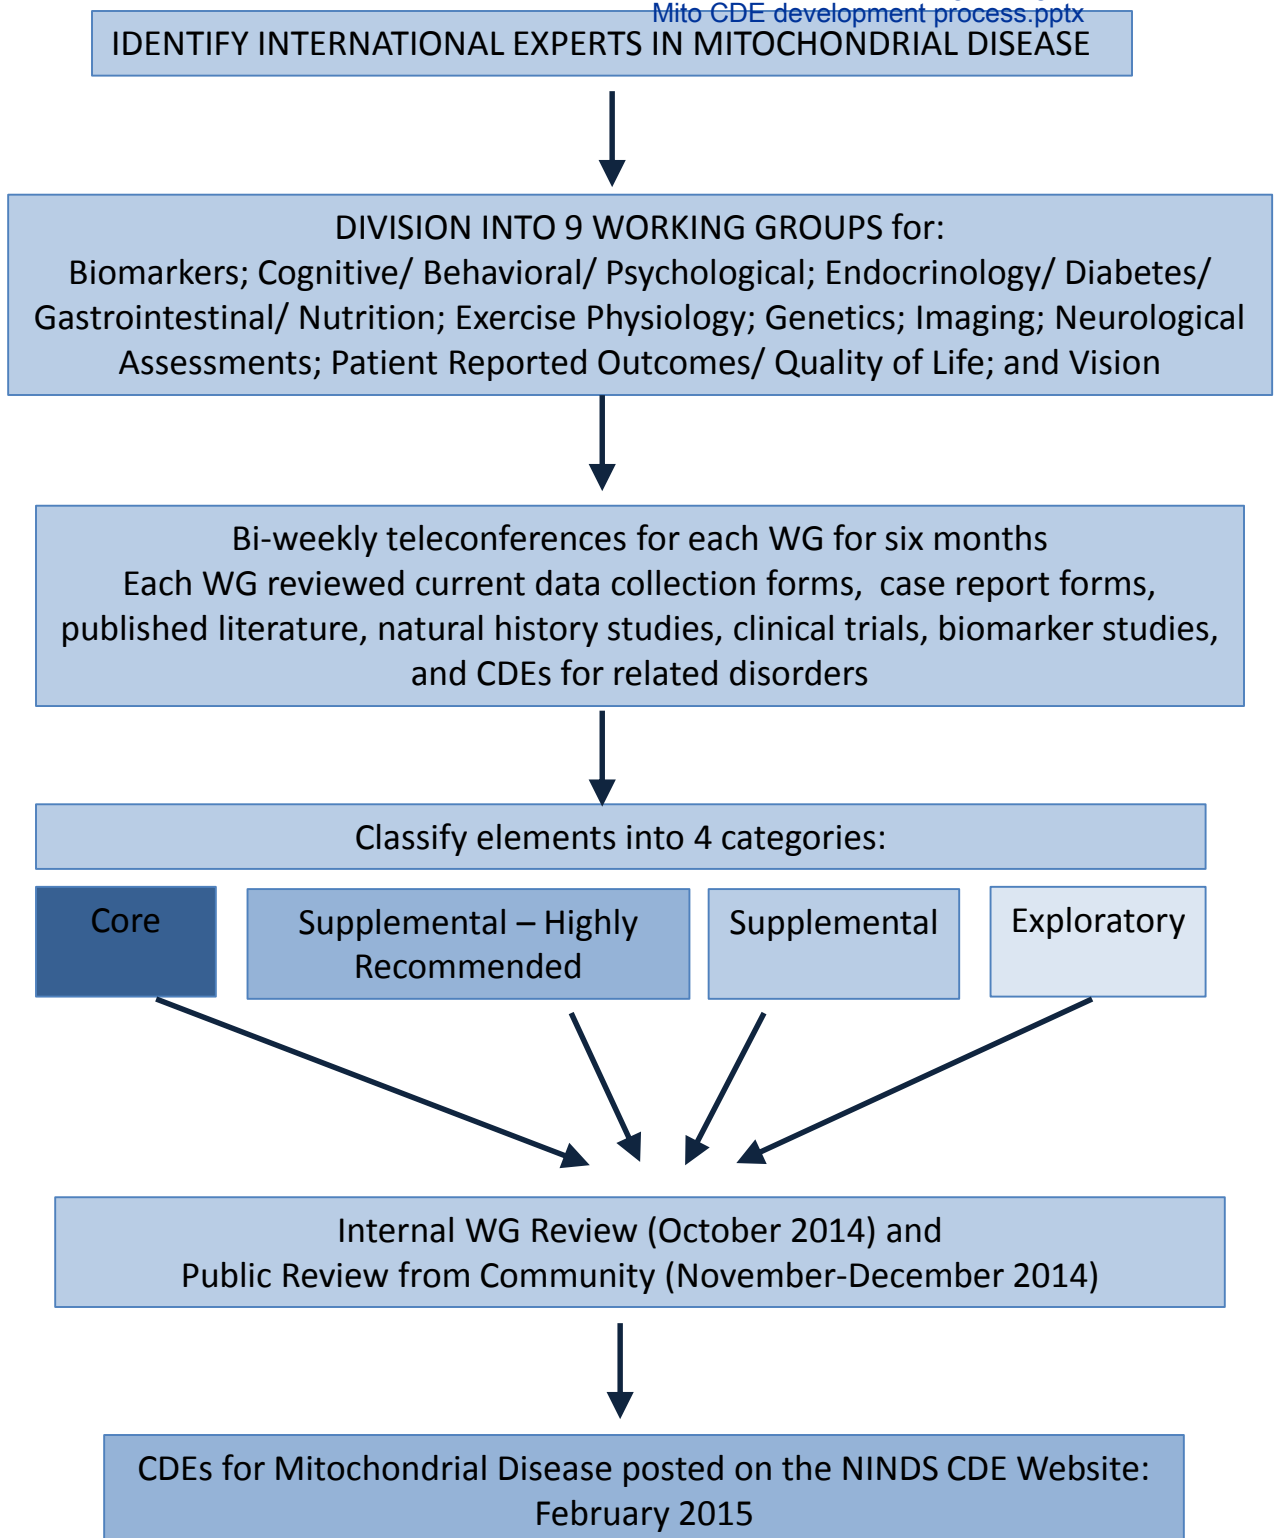 Mito CDE development process.pptx
IDENTIFY INTERNATIONAL EXPERTS IN MITOCHONDRIAL DISEASE
DIVISION INTO 9 WORKING GROUPS for:
Biomarkers; Cognitive/ Behavioral/ Psychological; Endocrinology/ Diabetes/
Gastrointestinal/ Nutrition; Exercise Physiology; Genetics; Imaging; Neurological
Assessments; Patient Reported Outcomes/ Quality of Life; and Vision
Bi-weekly teleconferences for each WG for six months
Each WG reviewed current data collection forms, case report forms,
published literature, natural history studies, clinical trials, biomarker studies,
and CDEs for related disorders
Classify elements into 4 categories:
Core
Supplemental – Highly
Recommended
Supplemental
Exploratory
Internal WG Review (October 2014) and
Public Review from Community (November-December 2014)
CDEs for Mitochondrial Disease posted on the NINDS CDE Website:
February 2015